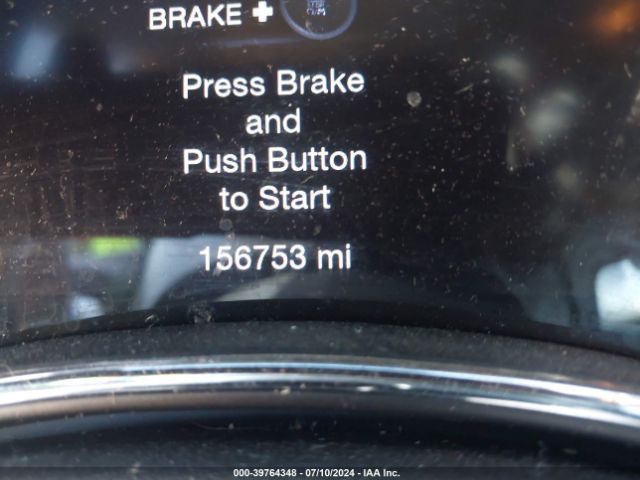 BRAKE +
Press Brake
and
Push Button
to Start
156753 mi
000-39764348 - 07/10/2024 - IAA Inc.